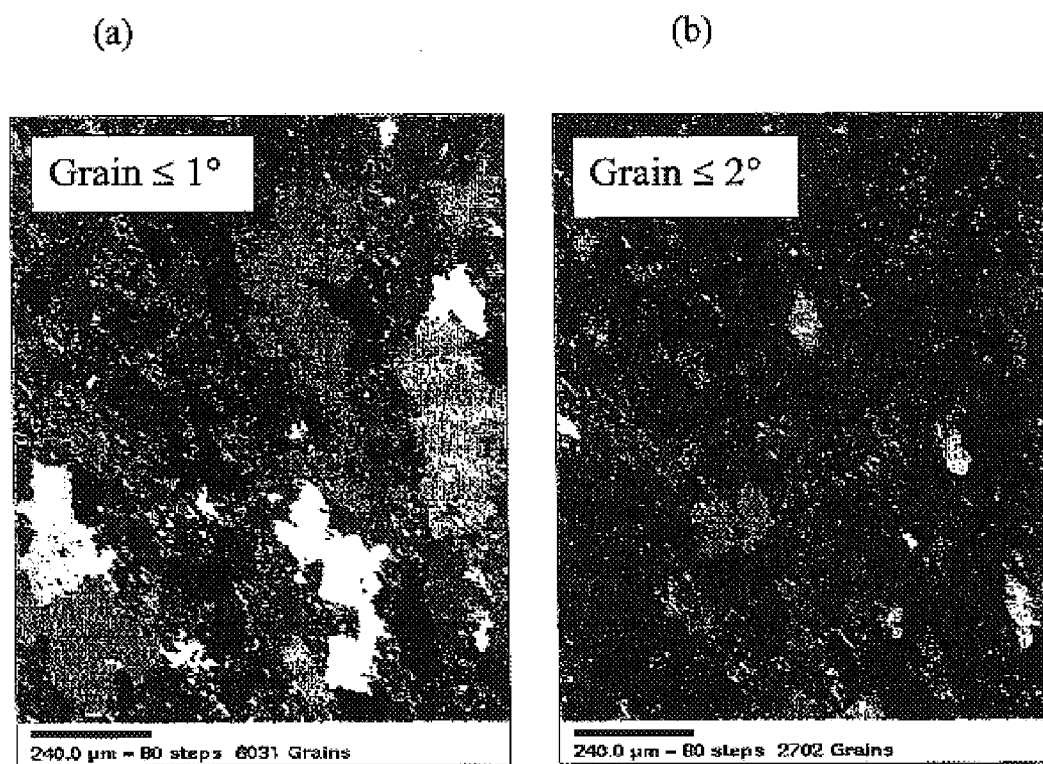 (a)
(b)
Grain ≤ 1°
Grain ≤ 2°
240.0 µm = 80 steps 6031 Grains
240.0 µm = 80 steps 2702 Grains